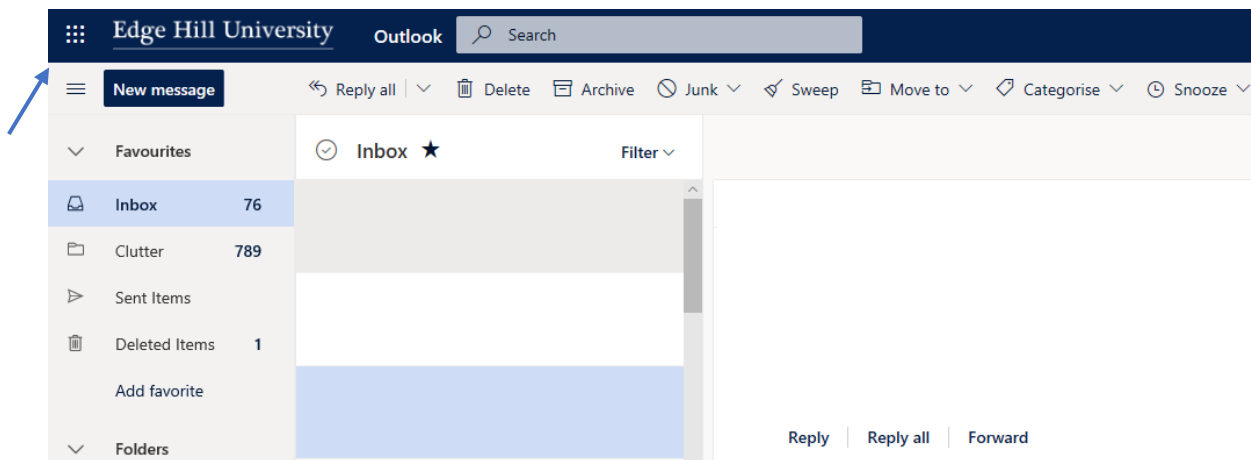 Edge Hill University Outlook Search
New message Reply all Delete Archive Junk Sweep Move to Categorise Snooze
Favourites Inbox Filter
Inbox 76
Clutter 789
Sent Items
Deleted Items 1
Add favorite
Reply Reply all Forward
Folders